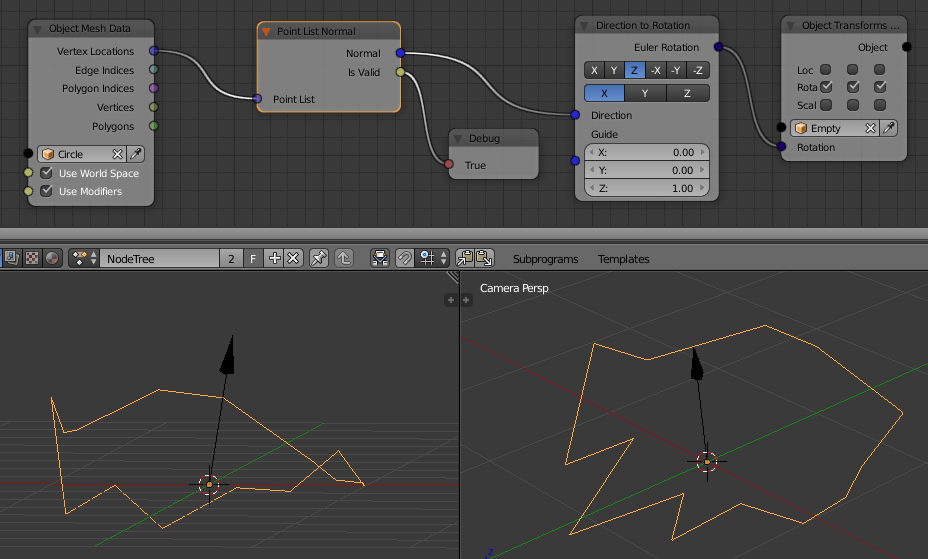 Object Mesh Data
Vertex Locations
Edge Indices
Polygon Indices
Vertices
Polygons
Circle
Use World Space
Use Modifiers
Point List Normal
Normal
Is Valid
Point List
Debug
True
Direction to Rotation
Euler Rotation
X Y Z -X -Y -Z
X Y Z
Direction
Guide
X: 0.00
Y: 0.00
Z: 1.00
Object Transforms ...
Object
Loc
Rota
Scal
Empty
Rotation
NodeTree 2 F Subprograms Templates
Camera Persp
z